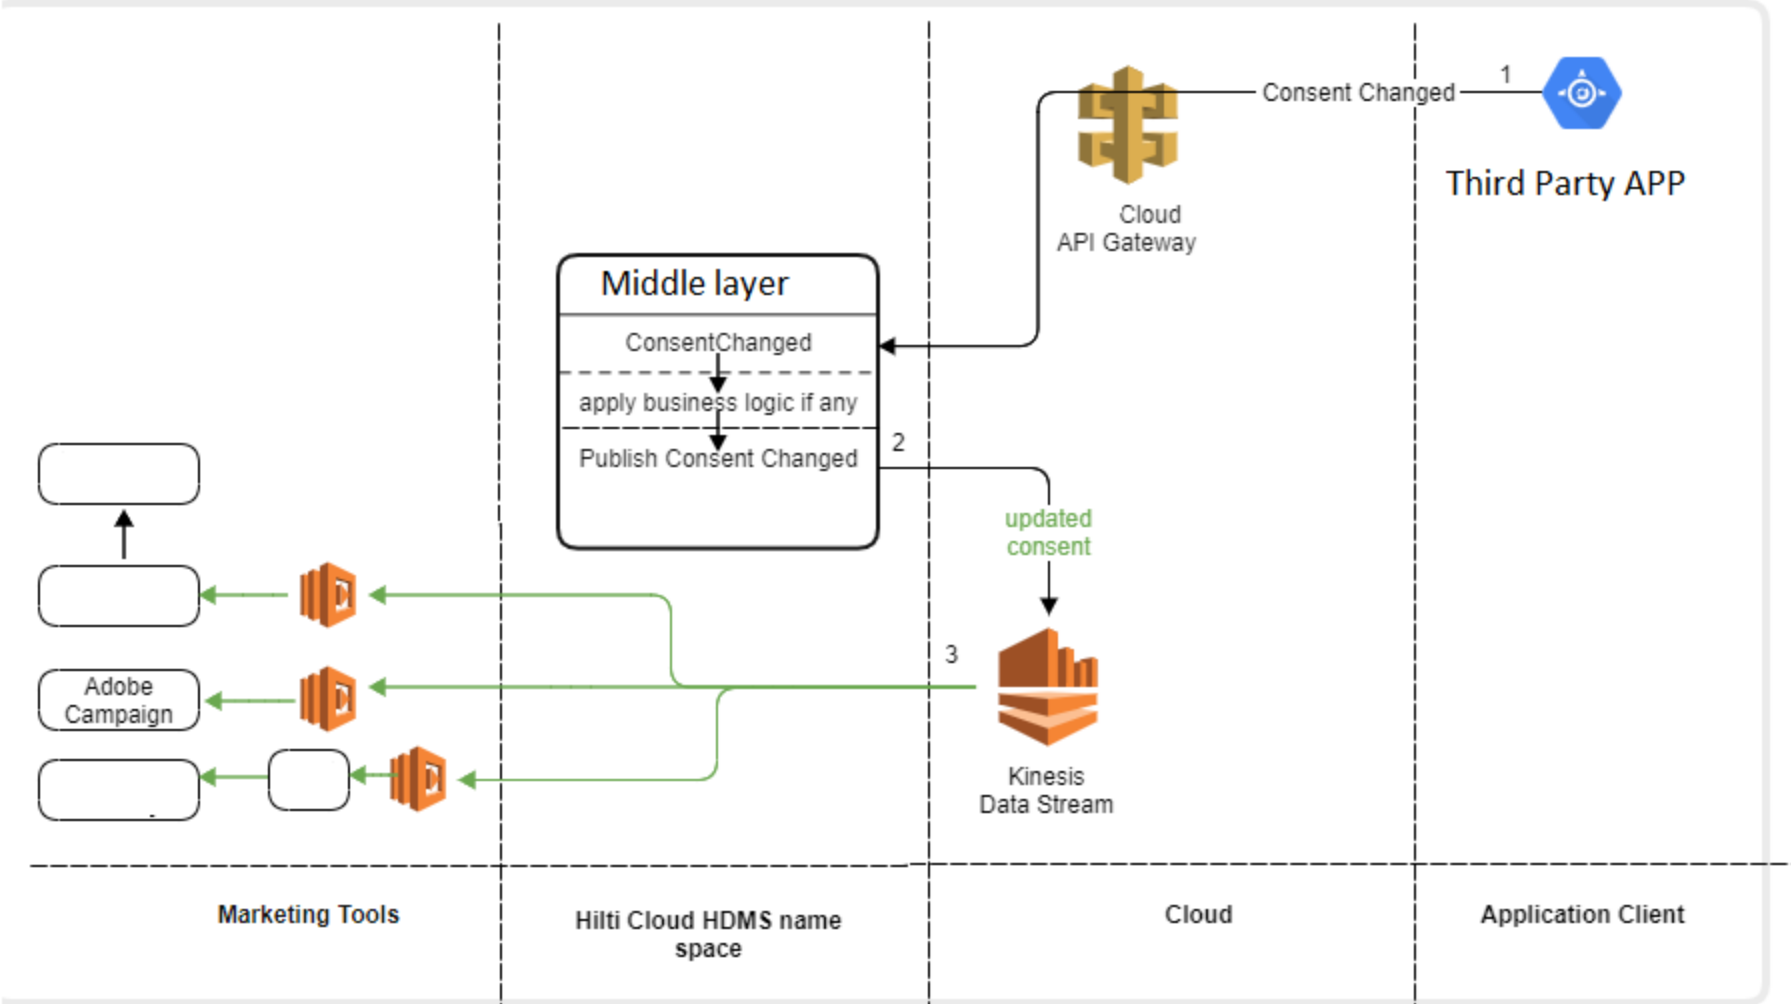 1
Consent Changed
Third Party APP
Cloud
API Gateway
Middle layer
ConsentChanged
apply business logic if any
Publish Consent Changed
2
updated
consent
3
Kinesis
Data Stream
Adobe
Campaign
Marketing Tools
Hilti Cloud HDMS name
space
Cloud
Application Client